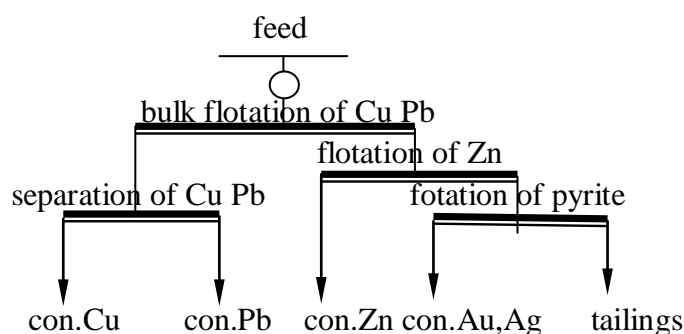 feed
bulk flotation of Cu Pb
flotation of Zn
separation of Cu Pb
fotation of pyrite
con.Cu
con.Pb
con.Zn
con.Au,Ag
tailings